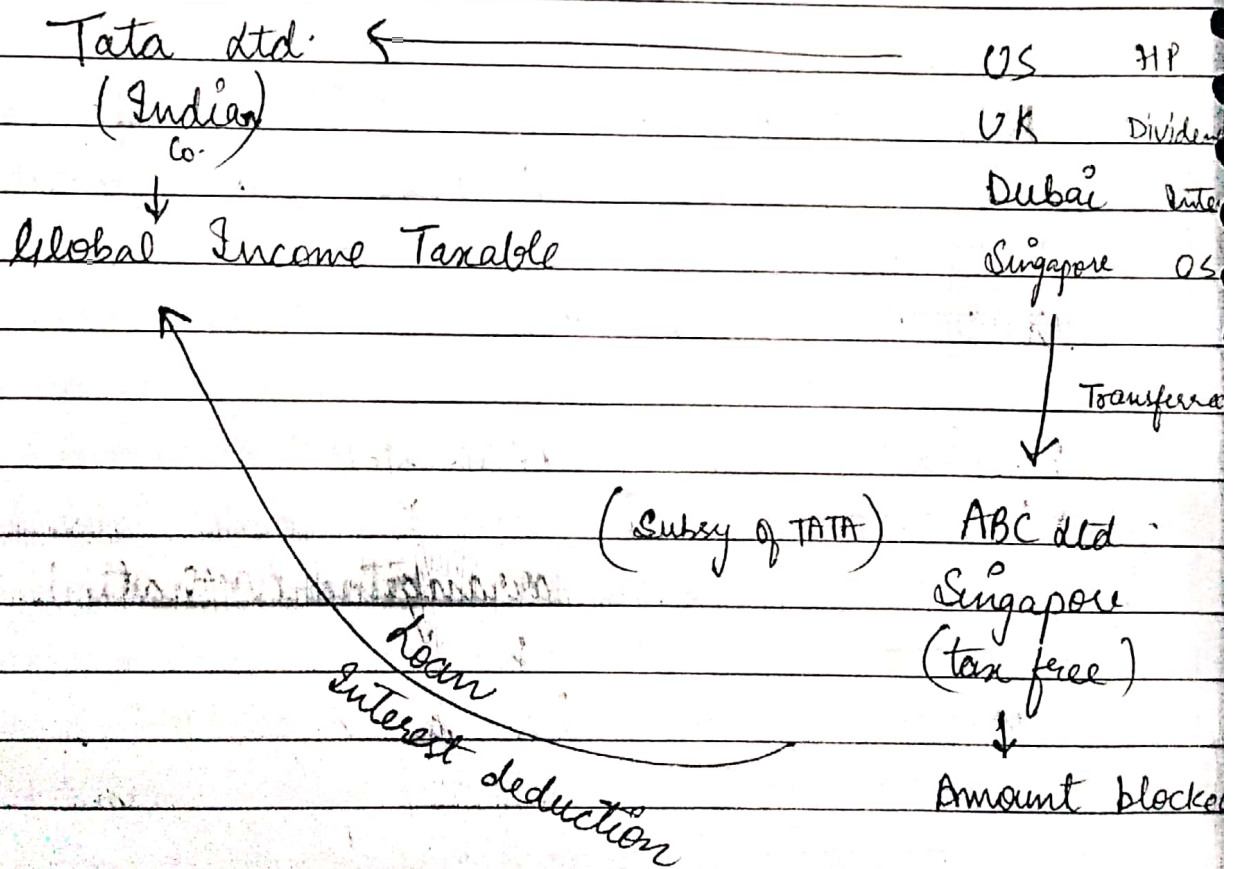 Tata Ltd. US HP
(Indian UK Dividen
Co.) Dubai Inte
Global Income Taxable Singapore OS
Transferre
(Subsy of TATA) ABC Ltd.
Singapore
(tax free)
Loan
Interest deduction
Amount blocke